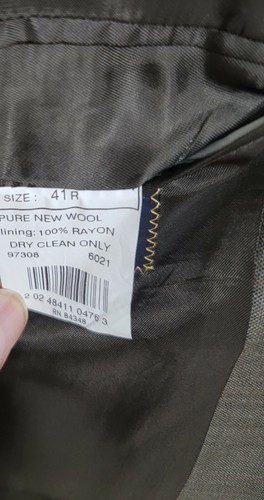 SIZE: 41R
PURE NEW WOOL
lining: 100% RAYON
DRY CLEAN ONLY
97308 6021
2 02 48411 0476 3
RN 84348